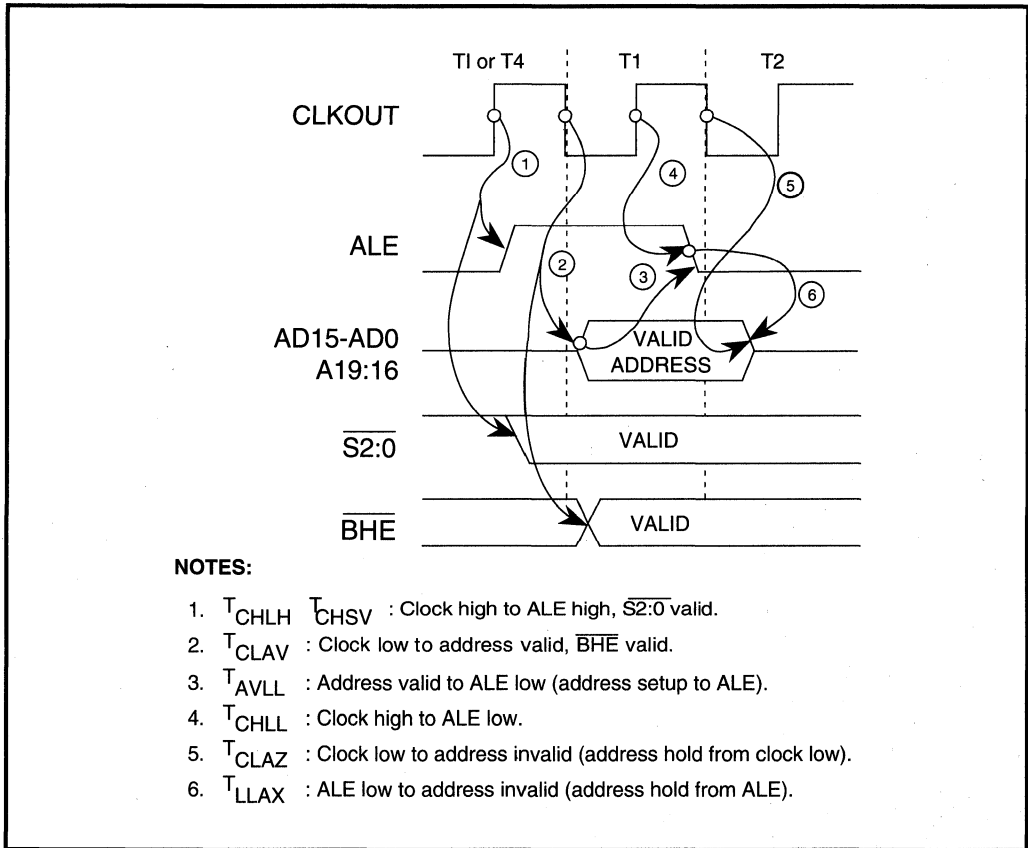 TI or T4 T1 T2
CLKOUT
1
4
5
ALE
2
3
6
AD15-AD0
A19:16
VALID
ADDRESS
S2:0
VALID
BHE
VALID
NOTES:
1. TCHLH TCHSV : Clock high to ALE high, S2:0 valid.
2. TCLAV : Clock low to address valid, BHE valid.
3. TAVLL : Address valid to ALE low (address setup to ALE).
4. TCHLL : Clock high to ALE low.
5. TCLAZ : Clock low to address invalid (address hold from clock low).
6. TLLAX : ALE low to address invalid (address hold from ALE).